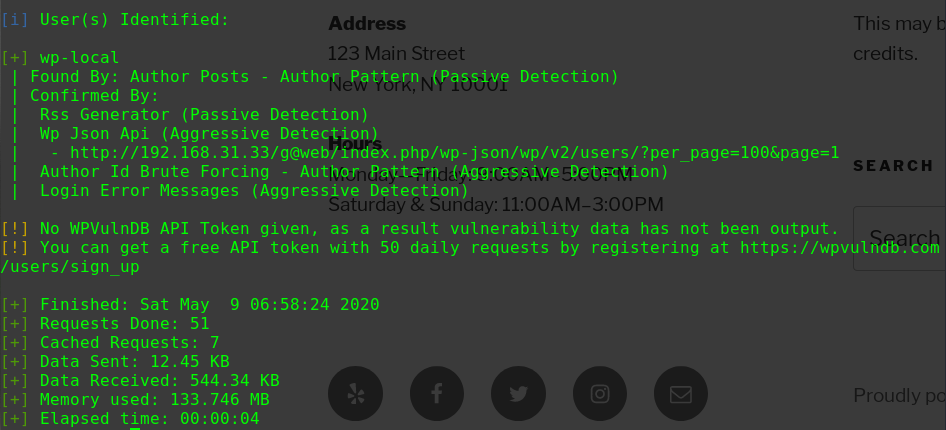 [i] User(s) Identified:
[+] wp-local
 | Found By: Author Posts - Author Pattern (Passive Detection)
 | Confirmed By:
 |  Rss Generator (Passive Detection)
 |  Wp Json Api (Aggressive Detection)
 |   - http://192.168.31.33/g@web/index.php/wp-json/wp/v2/users/?per_page=100&page=1
 |  Author Id Brute Forcing - Author Pattern (Aggressive Detection)
 |  Login Error Messages (Aggressive Detection)
[!] No WPVulnDB API Token given, as a result vulnerability data has not been output.
[!] You can get a free API token with 50 daily requests by registering at https://wpvulndb.com
/users/sign_up
[+] Finished: Sat May  9 06:58:24 2020
[+] Requests Done: 51
[+] Cached Requests: 7
[+] Data Sent: 12.45 KB
[+] Data Received: 544.34 KB
[+] Memory used: 133.746 MB
[+] Elapsed time: 00:00:04
Address
123 Main Street
New York, NY 10001
Hours
Monday–Friday: 9:00AM–5:00PM
Saturday & Sunday: 11:00AM–3:00PM
This may b
credits.
SEARCH
Search
Proudly po